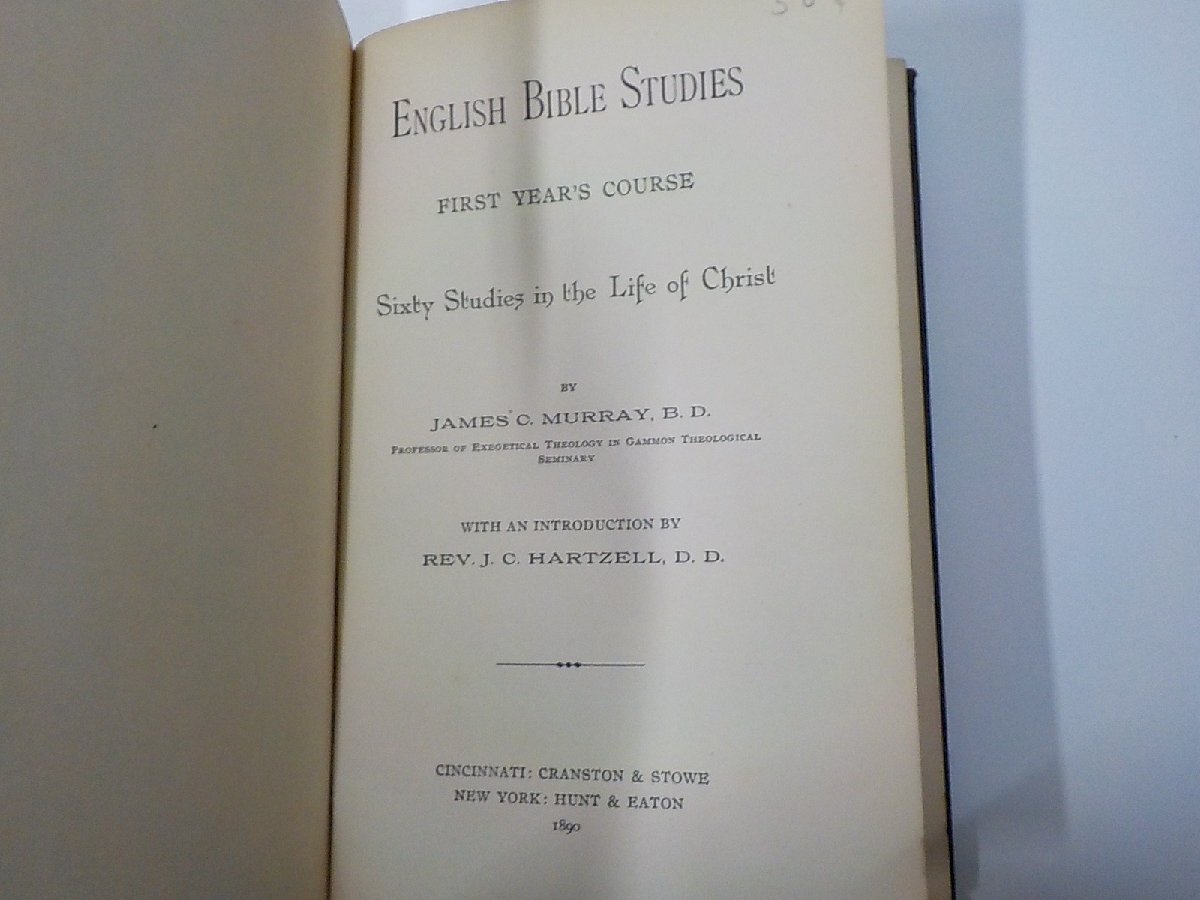 ENGLISH BIBLE STUDIES
FIRST YEAR'S COURSE
Sixty Studies in the Life of Christ
BY
JAMES C. MURRAY, B. D.
PROFESSOR OF EXEGETICAL THEOLOGY IN GAMMON THEOLOGICAL
SEMINARY
WITH AN INTRODUCTION BY
REV. J. C. HARTZELL, D. D.
CINCINNATI: CRANSTON & STOWE
NEW YORK: HUNT & EATON
1890